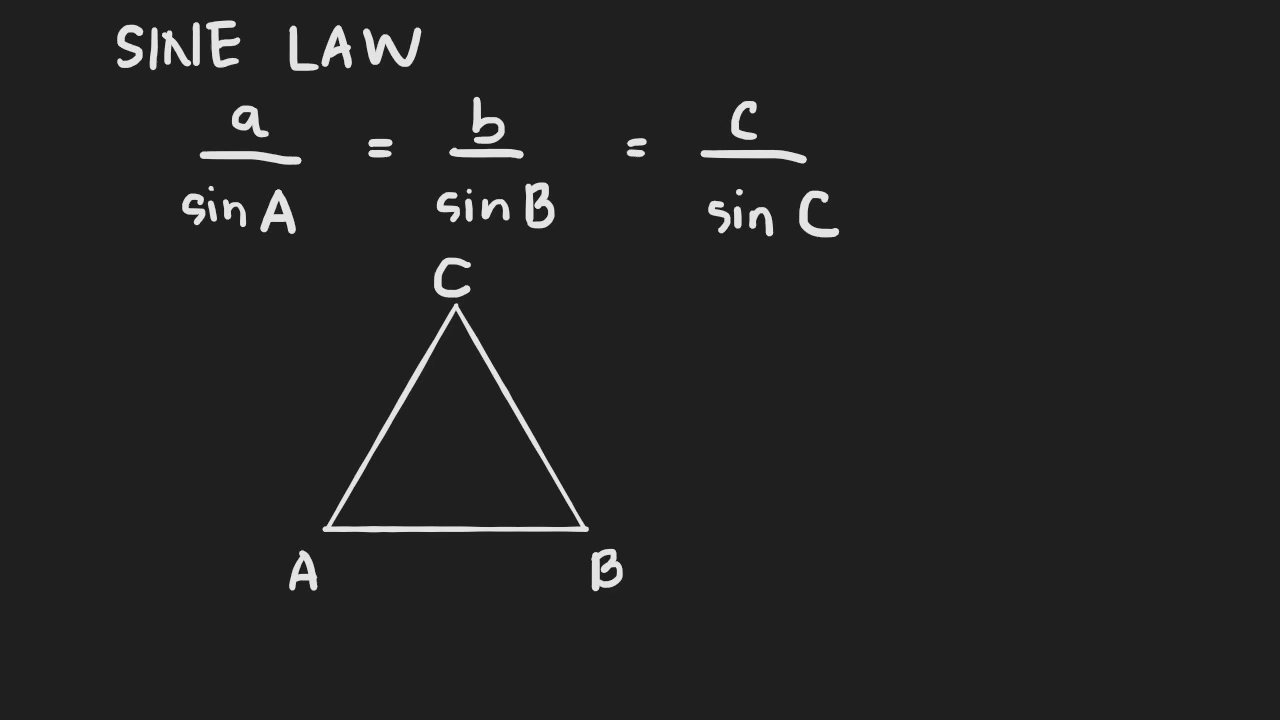 SINE LAW
a = b = c
sin A sin B sin C
C
A B